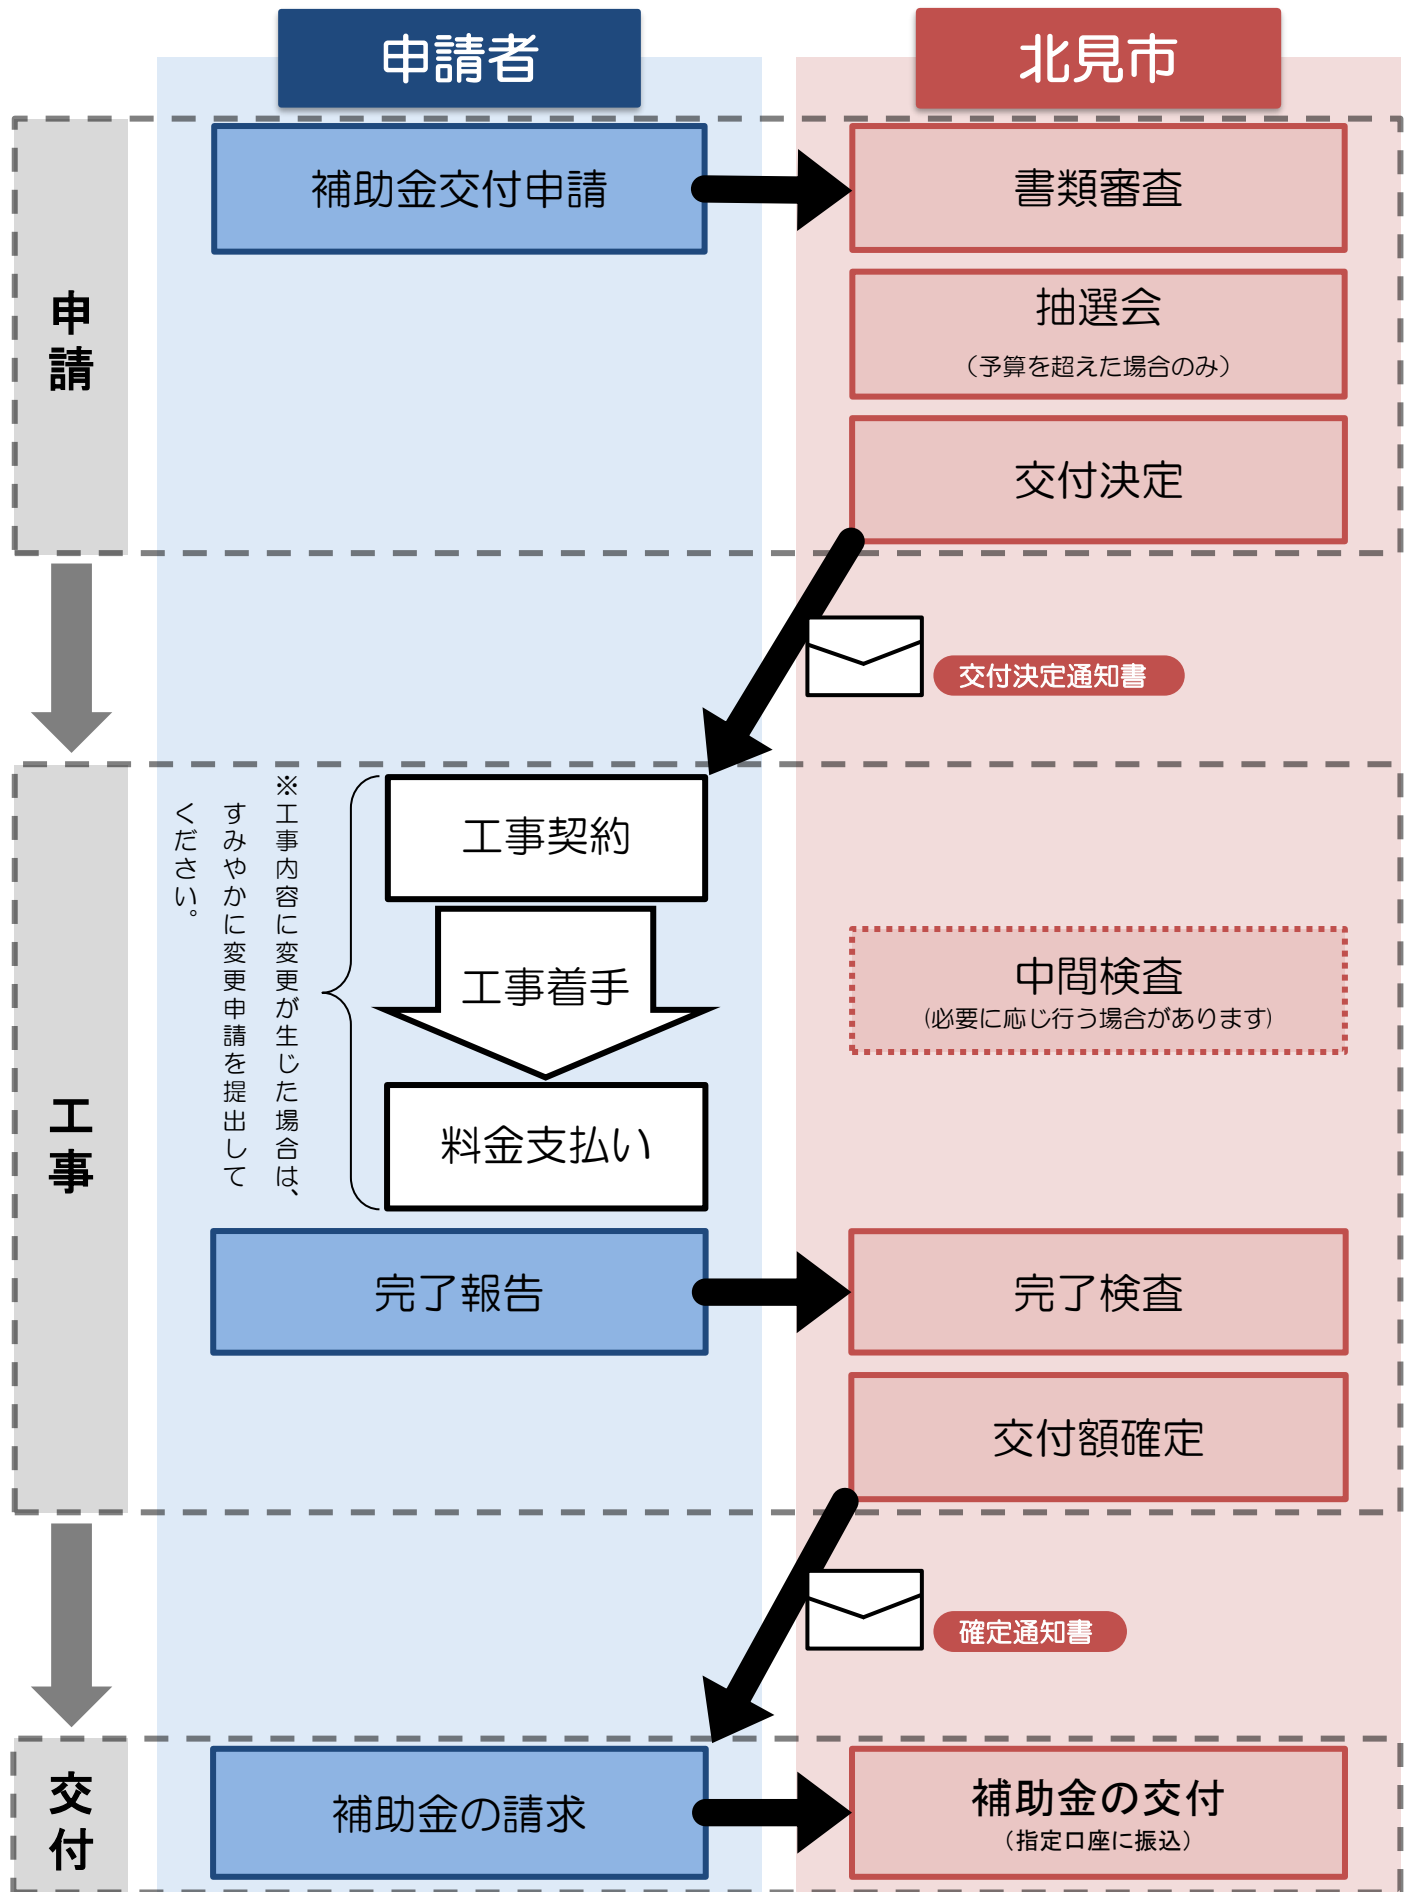 申請者
北見市
申請
補助金交付申請
書類審査
抽選会
（予算を超えた場合のみ）
交付決定
交付決定通知書
工事
※工事内容に変更が生じた場合は、
すみやかに変更申請を提出して
ください。
工事契約
工事着手
料金支払い
中間検査
(必要に応じ行う場合があります)
完了報告
完了検査
交付額確定
確定通知書
交付
補助金の請求
補助金の交付
（指定口座に振込）